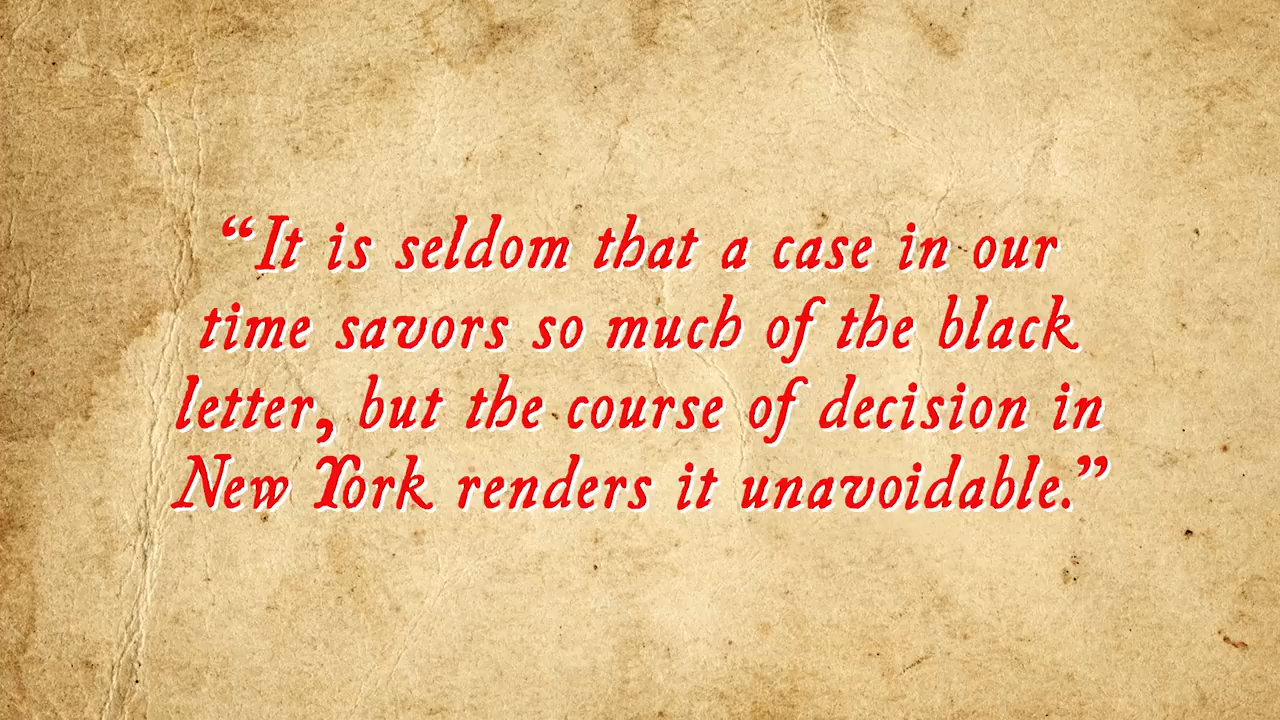 “It is seldom that a case in our
time savors so much of the black
letter, but the course of decision in
New York renders it unavoidable.”